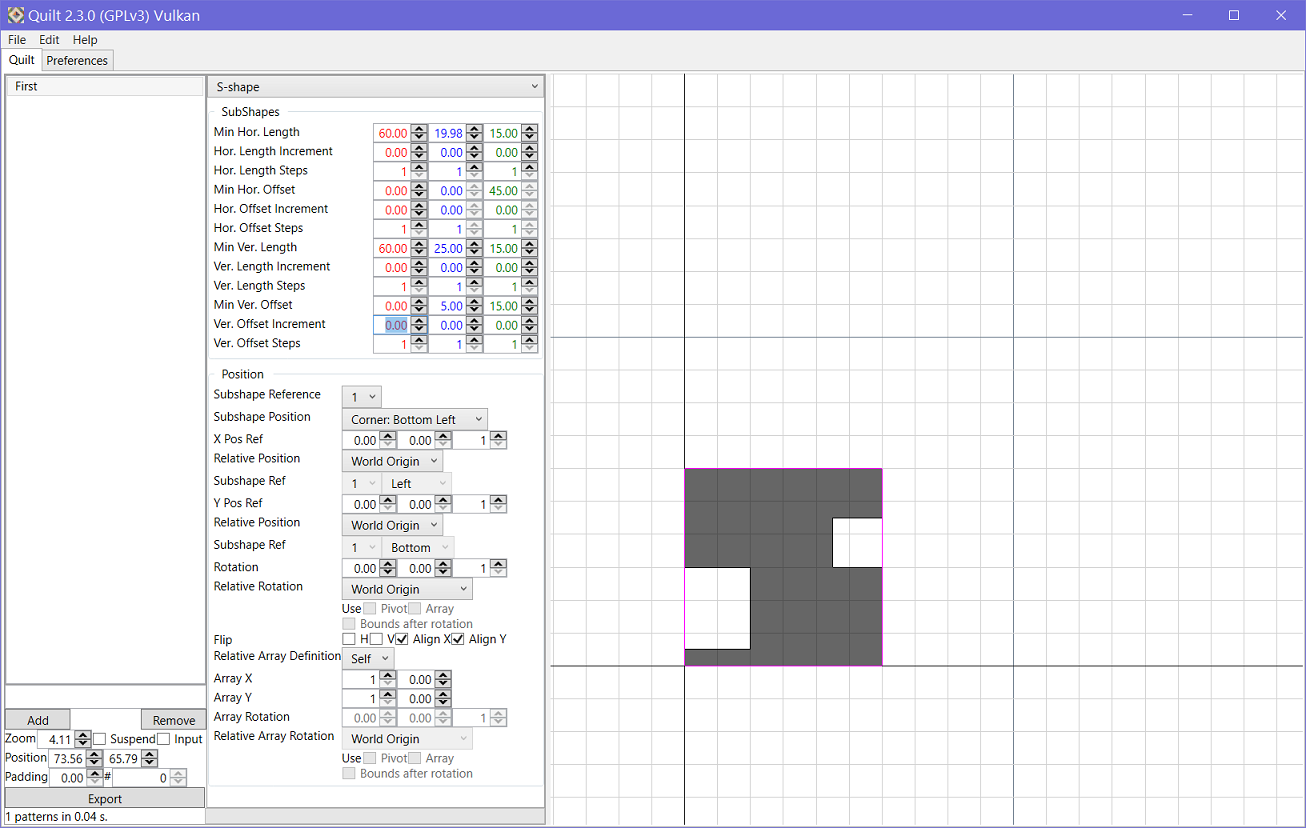 Quilt 2.3.0 (GPLv3) Vulkan
File Edit Help
Quilt Preferences
First
S-shape
SubShapes
Min Hor. Length 60.00 19.98 15.00
Hor. Length Increment 0.00 0.00 0.00
Hor. Length Steps 1 1 1
Min Hor. Offset 0.00 0.00 45.00
Hor. Offset Increment 0.00 0.00 0.00
Hor. Offset Steps 1 1 1
Min Ver. Length 60.00 25.00 15.00
Ver. Length Increment 0.00 0.00 0.00
Ver. Length Steps 1 1 1
Min Ver. Offset 0.00 5.00 15.00
Ver. Offset Increment 0.00 0.00 0.00
Ver. Offset Steps 1 1 1
Position
Subshape Reference 1
Subshape Position Corner: Bottom Left
X Pos Ref 0.00 0.00 1
Relative Position World Origin
Subshape Ref 1 Left
Y Pos Ref 0.00 0.00 1
Relative Position World Origin
Subshape Ref 1 Bottom
Rotation 0.00 0.00 1
Relative Rotation World Origin
Use Pivot Array
Bounds after rotation
Flip H V Align X Align Y
Relative Array Definition Self
Array X 1 0.00
Array Y 1 0.00
Array Rotation 0.00 0.00 1
Relative Array Rotation World Origin
Use Pivot Array
Bounds after rotation
Add Remove
Zoom 4.11 Suspend Input
Position 73.56 65.79
Padding 0.00 # 0
Export
1 patterns in 0.04 s.